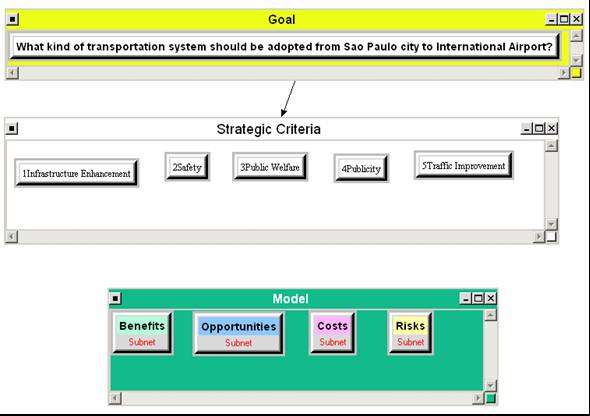 Goal
What kind of transportation system should be adopted from Sao Paulo city to International Airport?
Strategic Criteria
1Infrastructure Enhancement
2Safety
3Public Welfare
4Publicity
5Traffic Improvement
Model
Benefits
Subnet
Opportunities
Subnet
Costs
Subnet
Risks
Subnet